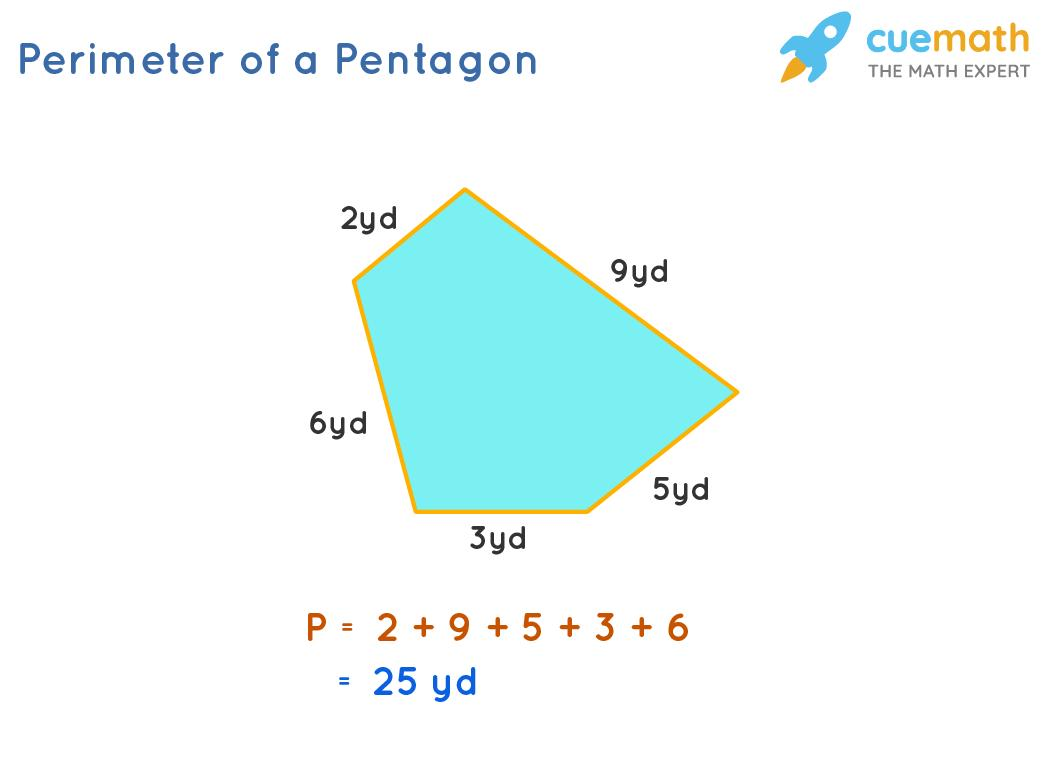 Perimeter of a Pentagon
cuemath
THE MATH EXPERT
2yd
9yd
6yd
5yd
3yd
P = 2 + 9 + 5 + 3 + 6
= 25 yd